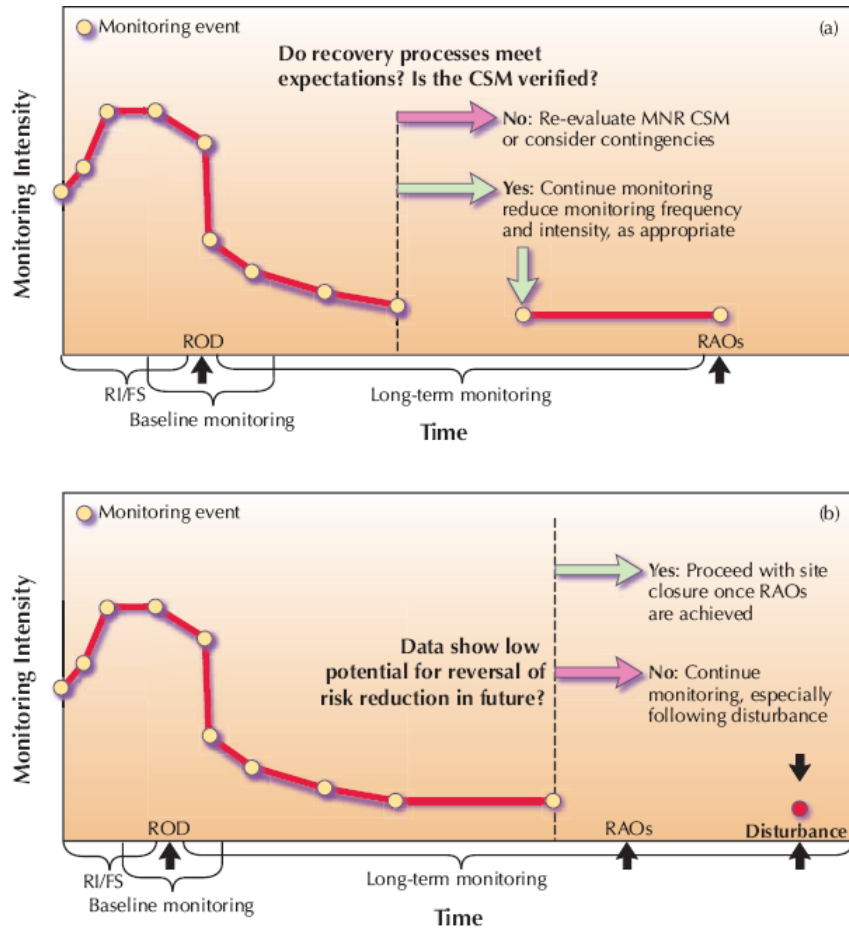 Monitoring event
(a)
Do recovery processes meet
expectations? Is the CSM verified?
No: Re-evaluate MNR CSM
or consider contingencies
Yes: Continue monitoring
reduce monitoring frequency
and intensity, as appropriate
Monitoring Intensity
ROD
RAOs
RI/FS
Baseline monitoring
Long-term monitoring
Time
Monitoring event
(b)
Yes: Proceed with site
closure once RAOs
are achieved
Data show low
potential for reversal of
risk reduction in future?
No: Continue
monitoring, especially
following disturbance
Monitoring Intensity
ROD
RAOs
Disturbance
RI/FS
Baseline monitoring
Long-term monitoring
Time